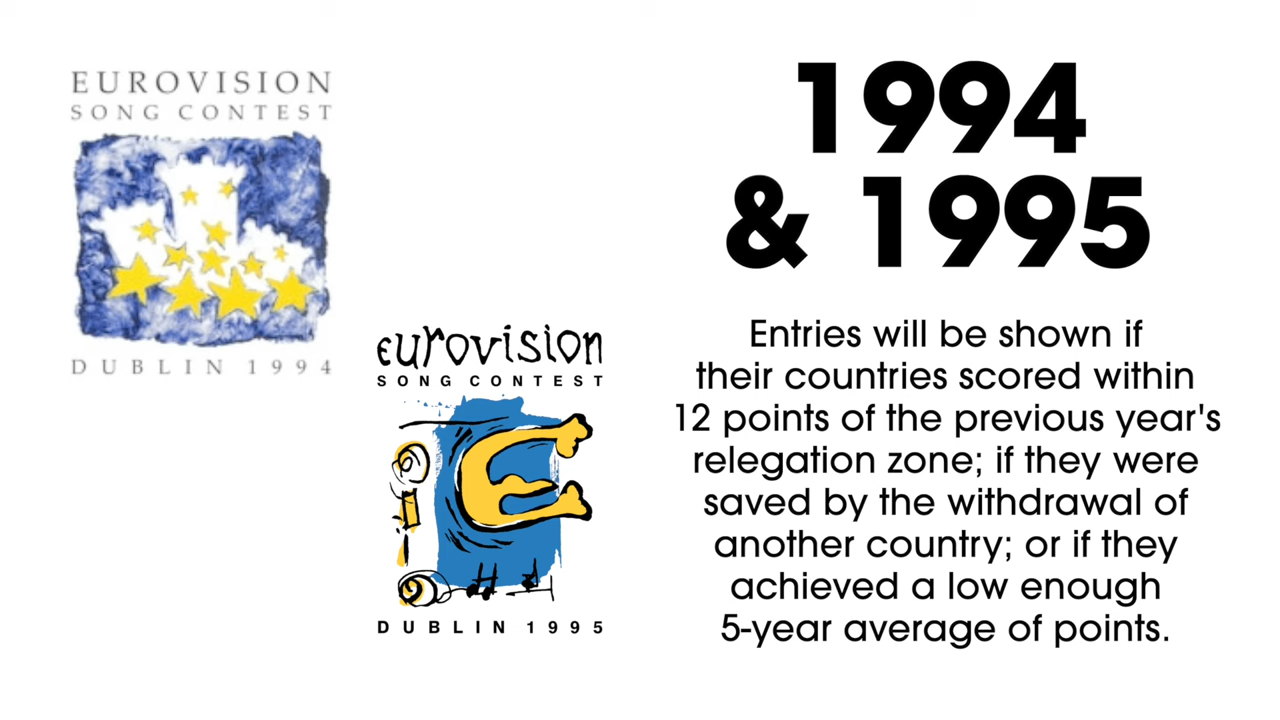 EUROVISION
SONG CONTEST
DUBLIN 1994
eurovision
SONG CONTEST
DUBLIN 1995
1994
& 1995
Entries will be shown if
their countries scored within
12 points of the previous year's
relegation zone; if they were
saved by the withdrawal of
another country; or if they
achieved a low enough
5-year average of points.